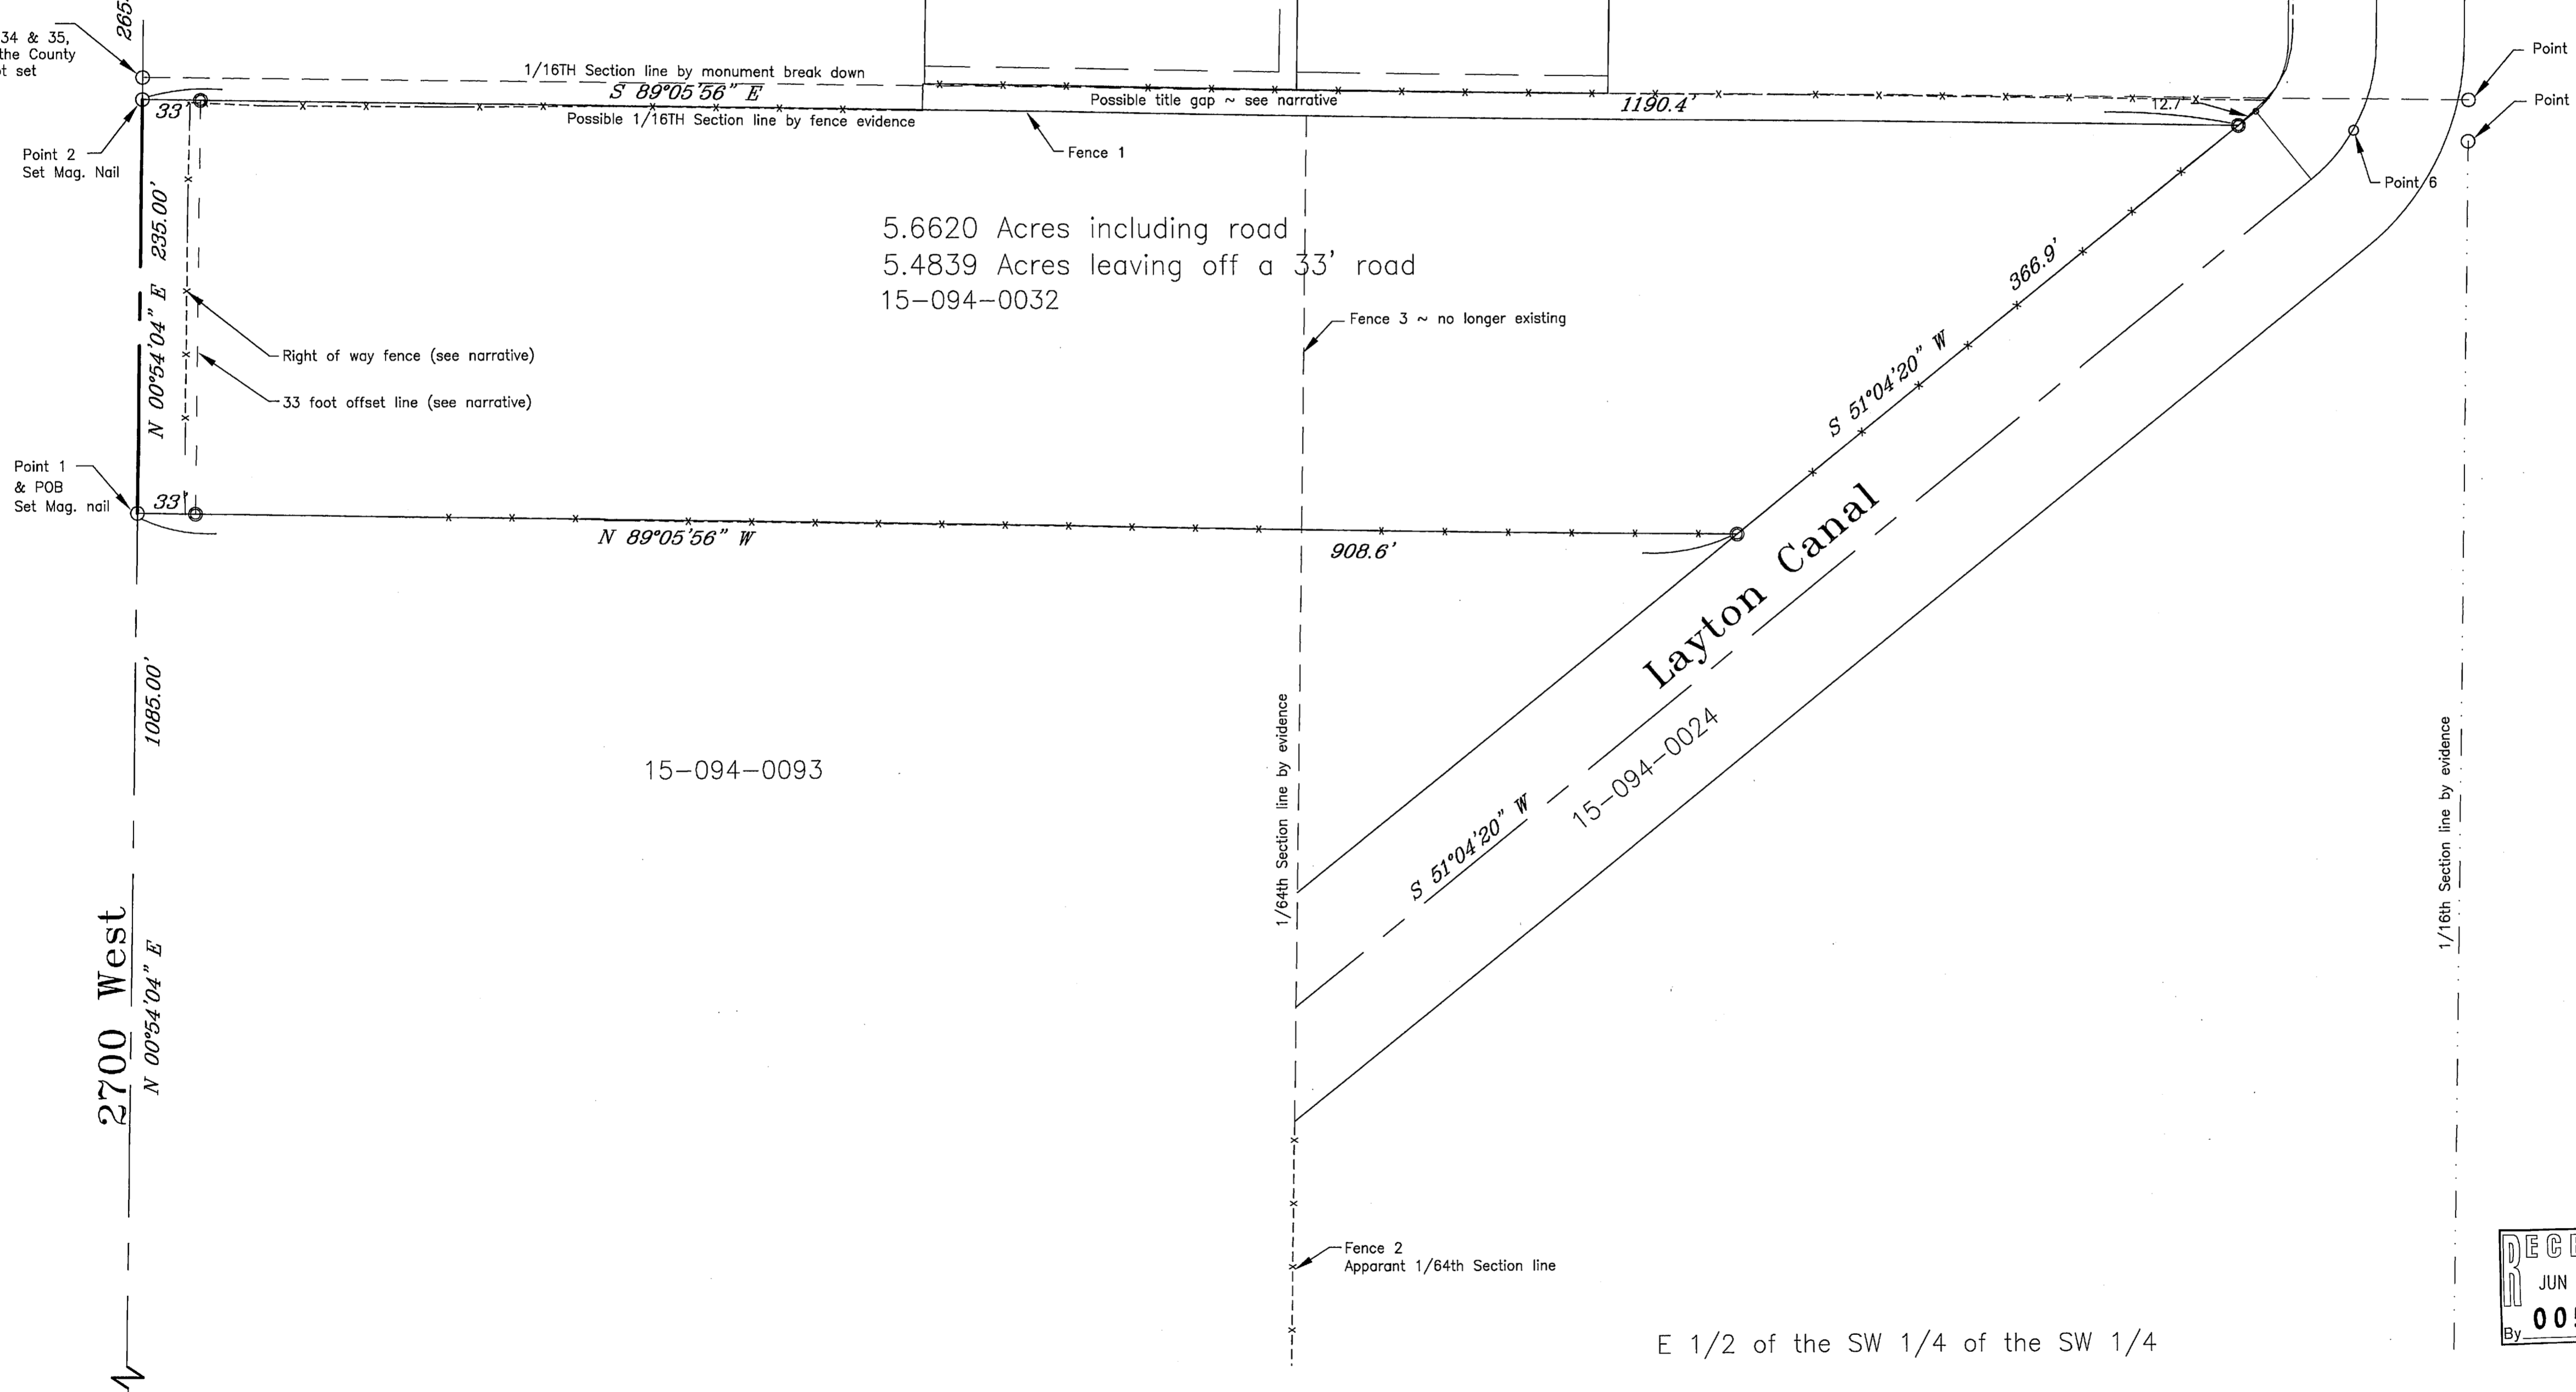 265.
34 & 35,
the County
set
1/16TH Section line by monument break down
S 89°05'56" E
Possible title gap ~ see narrative
1190.4'
12.7'
Point
Point
33'
Possible 1/16TH Section line by fence evidence
Fence 1
Point 2
Set Mag. Nail
Point 6
N 00°54'04" E 235.00'
5.6620 Acres including road
5.4839 Acres leaving off a 33' road
15-094-0032
366.9'
Fence 3 ~ no longer existing
Right of way fence (see narrative)
S 51°04'20" W
33 foot offset line (see narrative)
Point 1
& POB
Set Mag. nail
33'
N 89°05'56" W
908.6'
Layton Canal
1085.00'
15-094-0093
1/64th Section line by evidence
15-094-0024
1/16th Section line by evidence
S 51°04'20" W
2700 West
N 00°54'04" E
Fence 2
Apparant 1/64th Section line
E 1/2 of the SW 1/4 of the SW 1/4
JUN
00
By